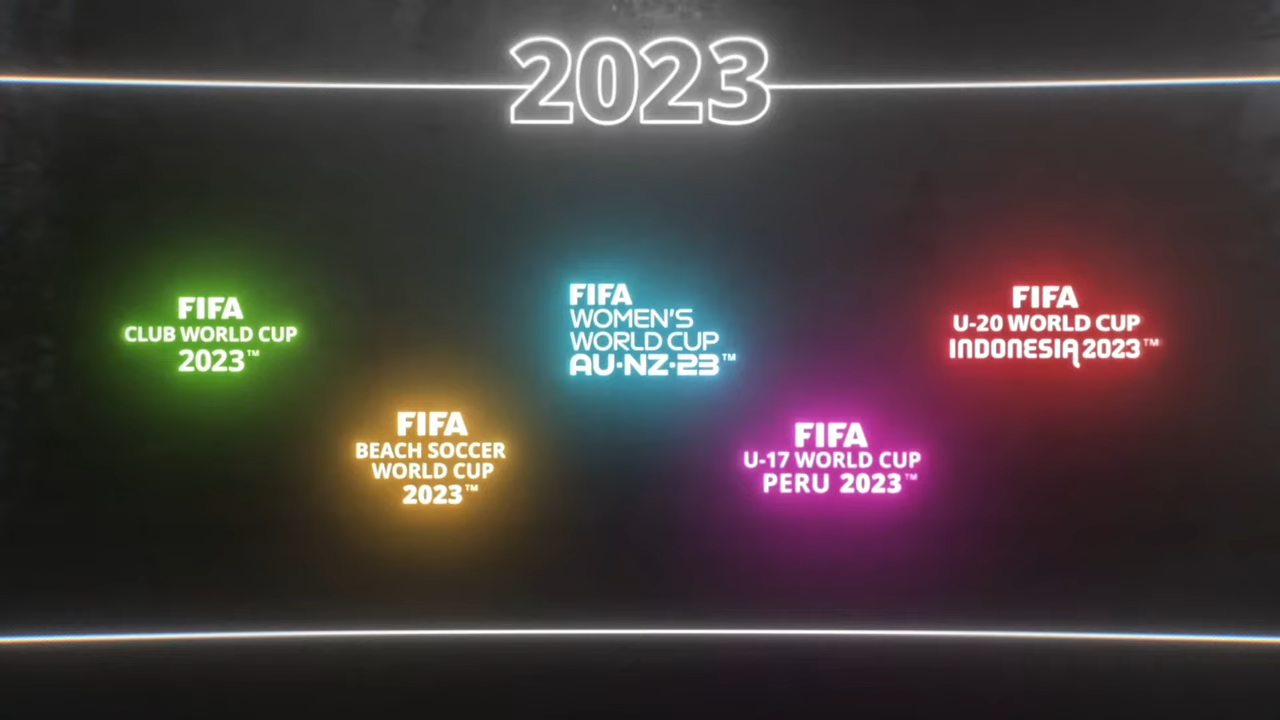 2023
FIFA
CLUB WORLD CUP
2023™
FIFA
BEACH SOCCER
WORLD CUP
2023™
FIFA
WOMEN'S
WORLD CUP
AU·NZ·23™
FIFA
U-17 WORLD CUP
PERU 2023™
FIFA
U-20 WORLD CUP
INDONESIA 2023™